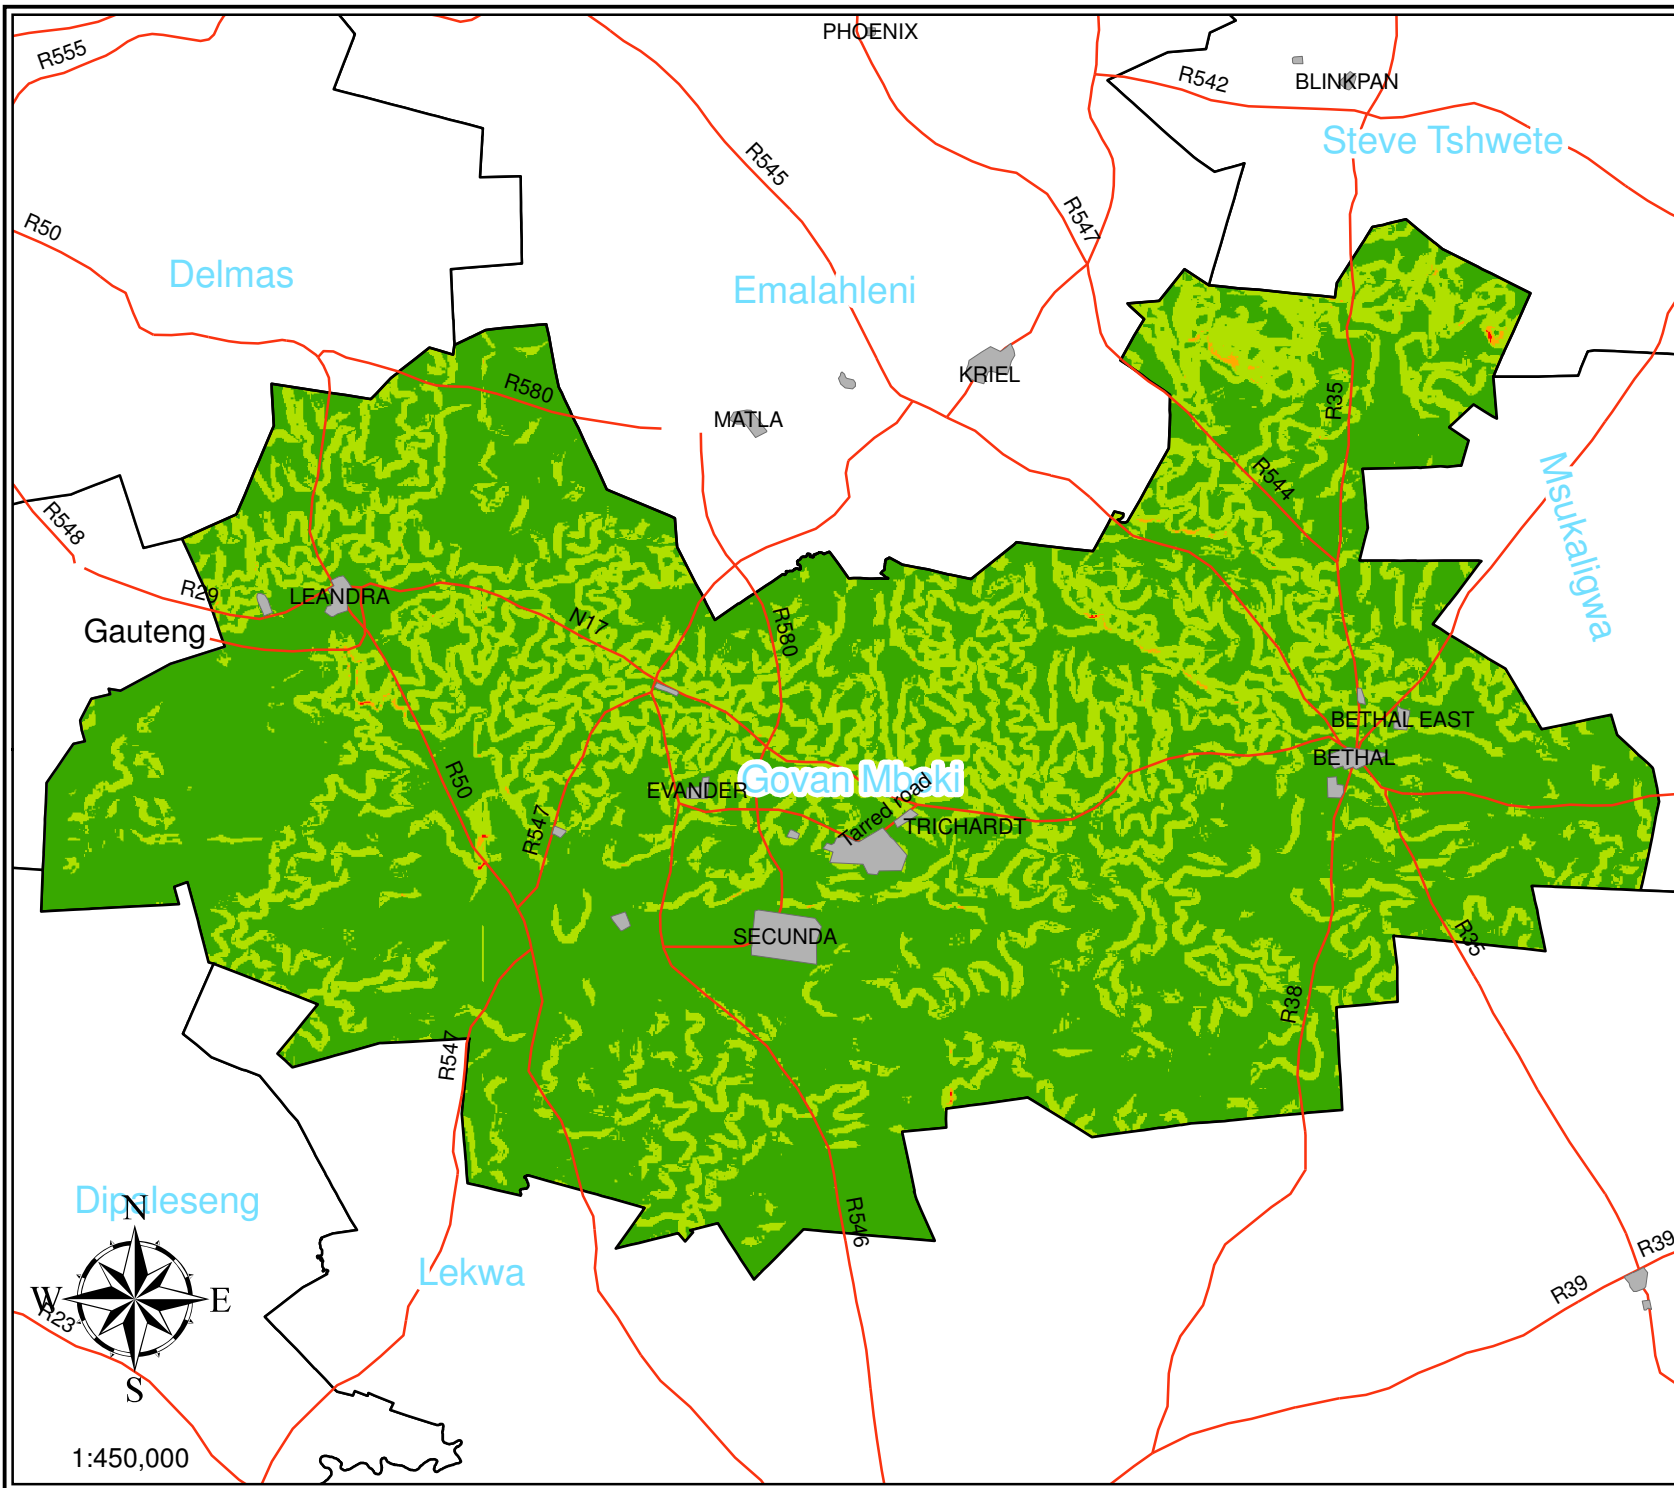 PHOENIX
R555
R542
BLINKPAN
Steve Tshwete
R545
R547
R50
Delmas
Emalahleni
KRIEL
R580
R35
MATLA
R544
Msukaligwa
R548
R29
LEANDRA
N17
Gauteng
R580
BETHAL EAST
BETHAL
R50
EVANDER
Govan Mbeki
Tarred road
TRICHARDT
R547
SECUNDA
R35
R38
R547
Dipaleseng
N
R546
R39
Lekwa
W
E
R39
R23
S
1:450,000